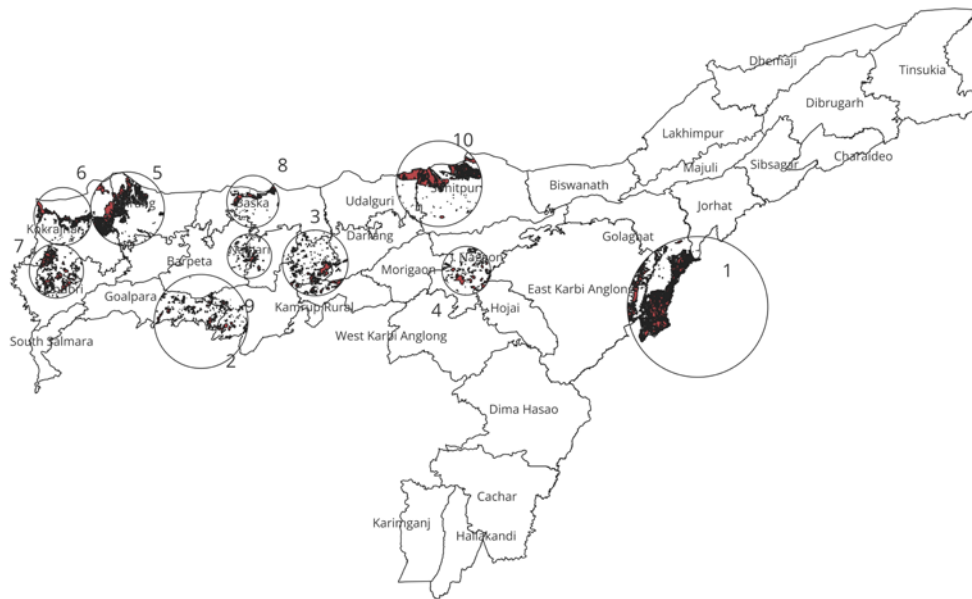 Dhemaji
Tinsukia
Dibrugarh
Lakhimpur
10
Sibsagar
Charaideo
Majuli
6
5
8
Biswanath
Udalguri
Baska
Jorhat
3
Kokrajhar
Darrang
Golaghat
7
Barpeta
Morigaon
1
Goalpara
East Karbi Anglong
9
Kamrup Rural
4
Hojai
South Salmara
West Karbi Anglong
2
Dima Hasao
Cachar
Karimganj
Hailakandi